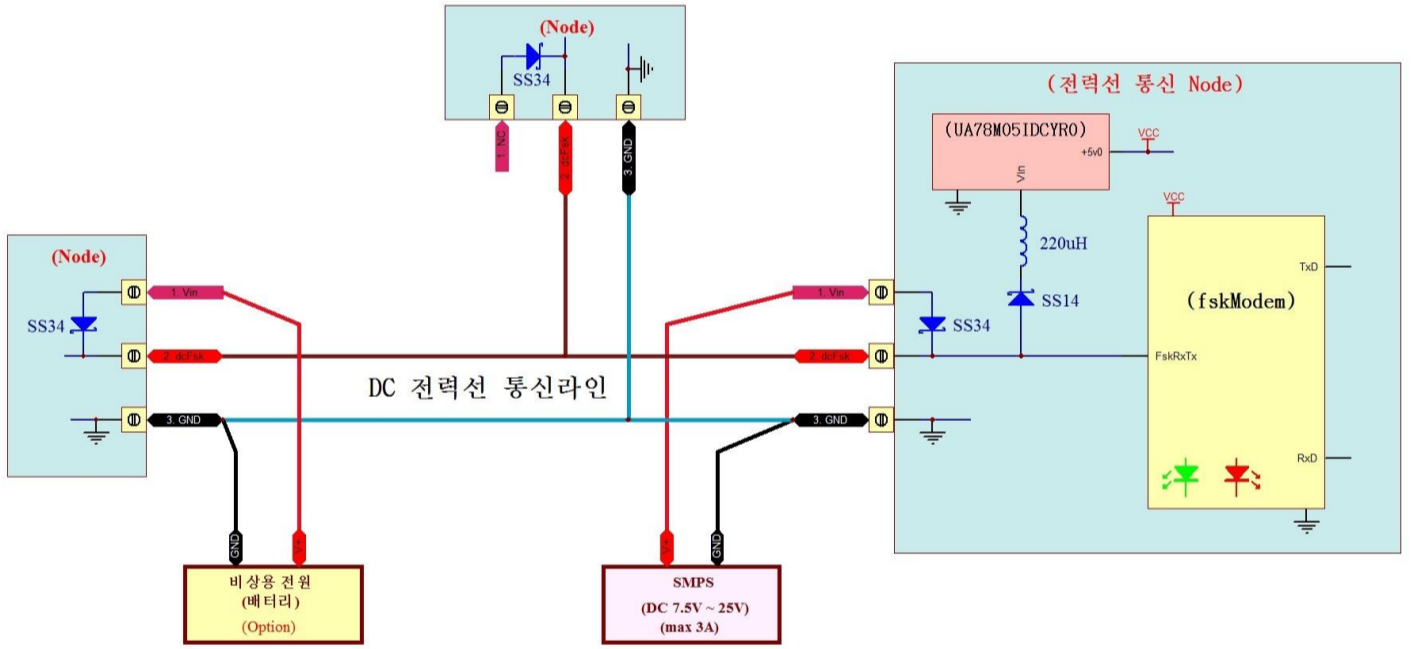 (Node)
SS34
1. NC
2. dcFsk
3. GND
(전력선 통신 Node)
(UA78M05IDCYRO)
+5v0
Vin
VCC
220uH
SS14
VCC
TxD
(fskModem)
FskRxTx
RxD
(Node)
SS34
1. Vin
2. dcFsk
3. GND
1. Vin
2. dcFsk
3. GND
SS34
DC 전력선 통신라인
GND
V+
비상용 전원
(배터리)
(Option)
V+
GND
SMPS
(DC 7.5V ~ 25V)
(max 3A)